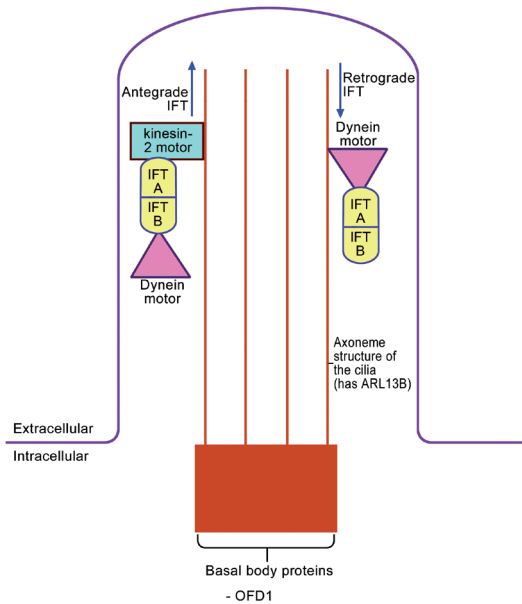 Antegrade
IFT
Retrograde
IFT
kinesin-
2 motor
IFT
A
IFT
B
Dynein
motor
Dynein
motor
IFT
A
IFT
B
Axoneme
structure of
the cilia
(has ARL13B)
Extracellular
Intracellular
Basal body proteins
- OFD1